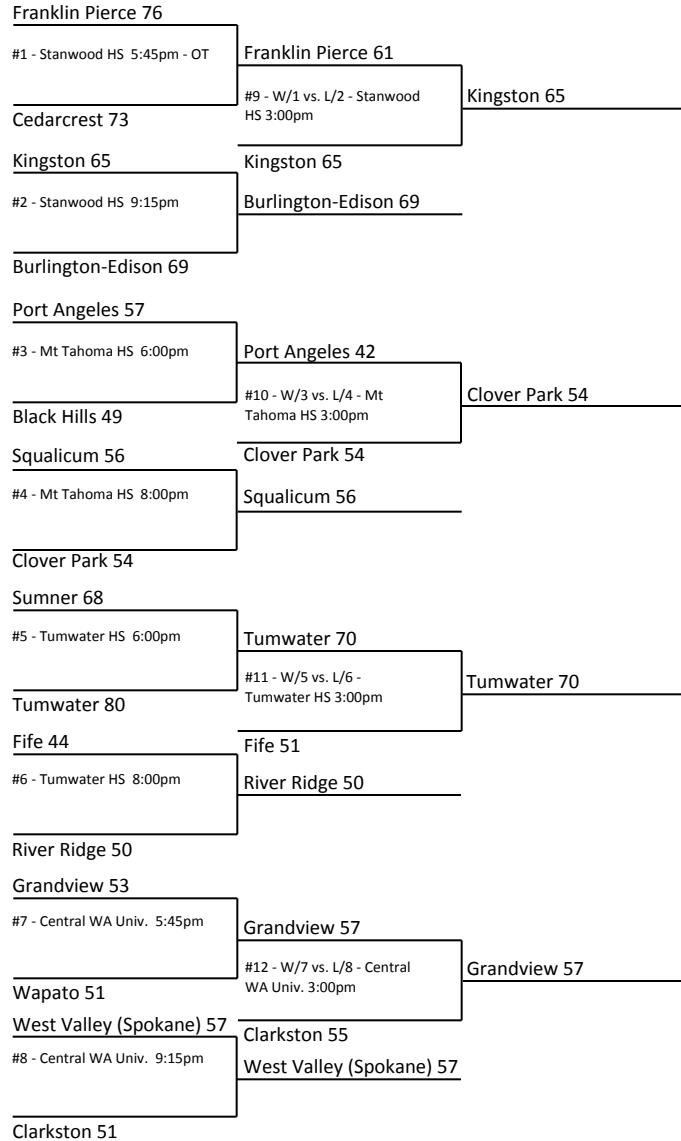 Franklin Pierce 76
#1 - Stanwood HS 5:45pm - OT
Franklin Pierce 61
#9 - W/1 vs. L/2 - Stanwood
HS 3:00pm
Kingston 65
Cedarcrest 73
Kingston 65
Kingston 65
#2 - Stanwood HS 9:15pm
Burlington-Edison 69
Burlington-Edison 69
Port Angeles 57
#3 - Mt Tahoma HS 6:00pm
Port Angeles 42
#10 - W/3 vs. L/4 - Mt
Tahoma HS 3:00pm
Clover Park 54
Black Hills 49
Squalicum 56
Clover Park 54
#4 - Mt Tahoma HS 8:00pm
Squalicum 56
Clover Park 54
Sumner 68
#5 - Tumwater HS 6:00pm
Tumwater 70
#11 - W/5 vs. L/6 -
Tumwater HS 3:00pm
Tumwater 70
Tumwater 80
Fife 44
Fife 51
#6 - Tumwater HS 8:00pm
River Ridge 50
River Ridge 50
Grandview 53
#7 - Central WA Univ. 5:45pm
Grandview 57
#12 - W/7 vs. L/8 - Central
WA Univ. 3:00pm
Grandview 57
Wapato 51
West Valley (Spokane) 57
Clarkston 55
#8 - Central WA Univ. 9:15pm
West Valley (Spokane) 57
Clarkston 51